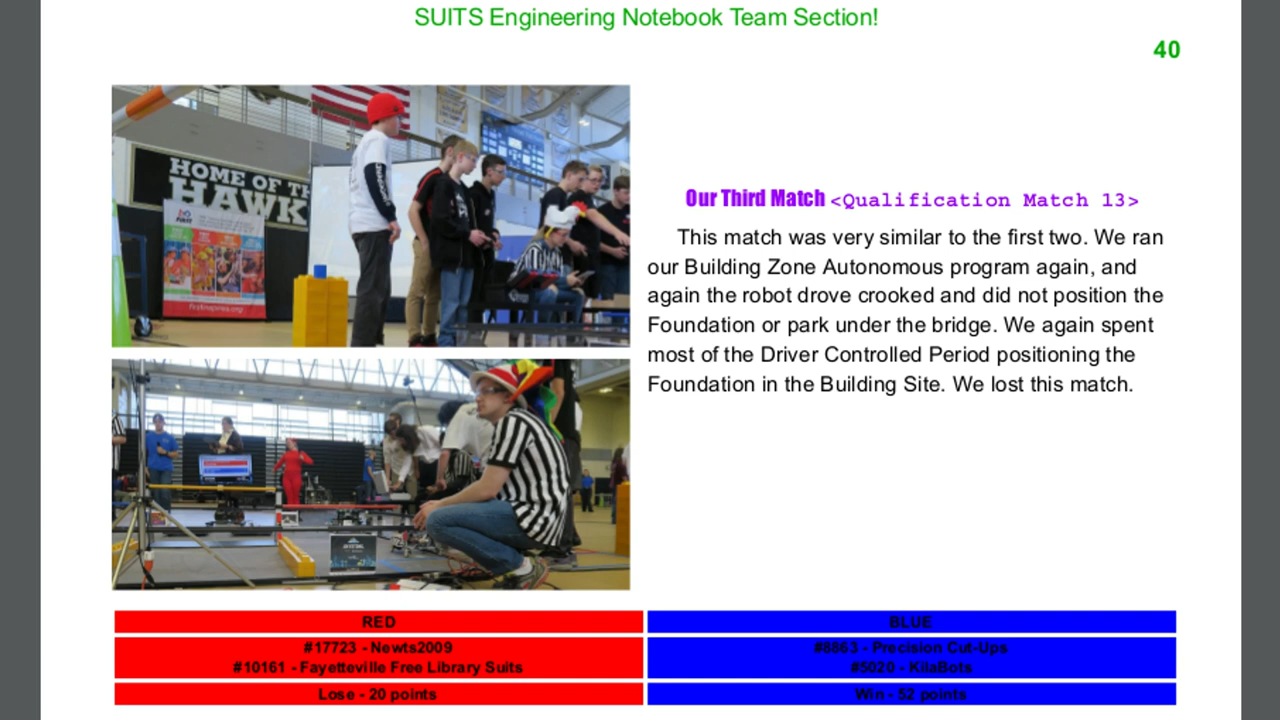 SUITS Engineering Notebook Team Section!
40
HOME OF TH
HAWK
FIRST
firstinspires.org
Our Third Match <Qualification Match 13>
This match was very similar to the first two. We ran
our Building Zone Autonomous program again, and
again the robot drove crooked and did not position the
Foundation or park under the bridge. We again spent
most of the Driver Controlled Period positioning the
Foundation in the Building Site. We lost this match.
RED
#17723 - Newts2009
#10161 - Fayetteville Free Library Suits
Lose - 20 points
BLUE
#8863 - Precision Cut-Ups
#5020 - KilaBots
Win - 52 points